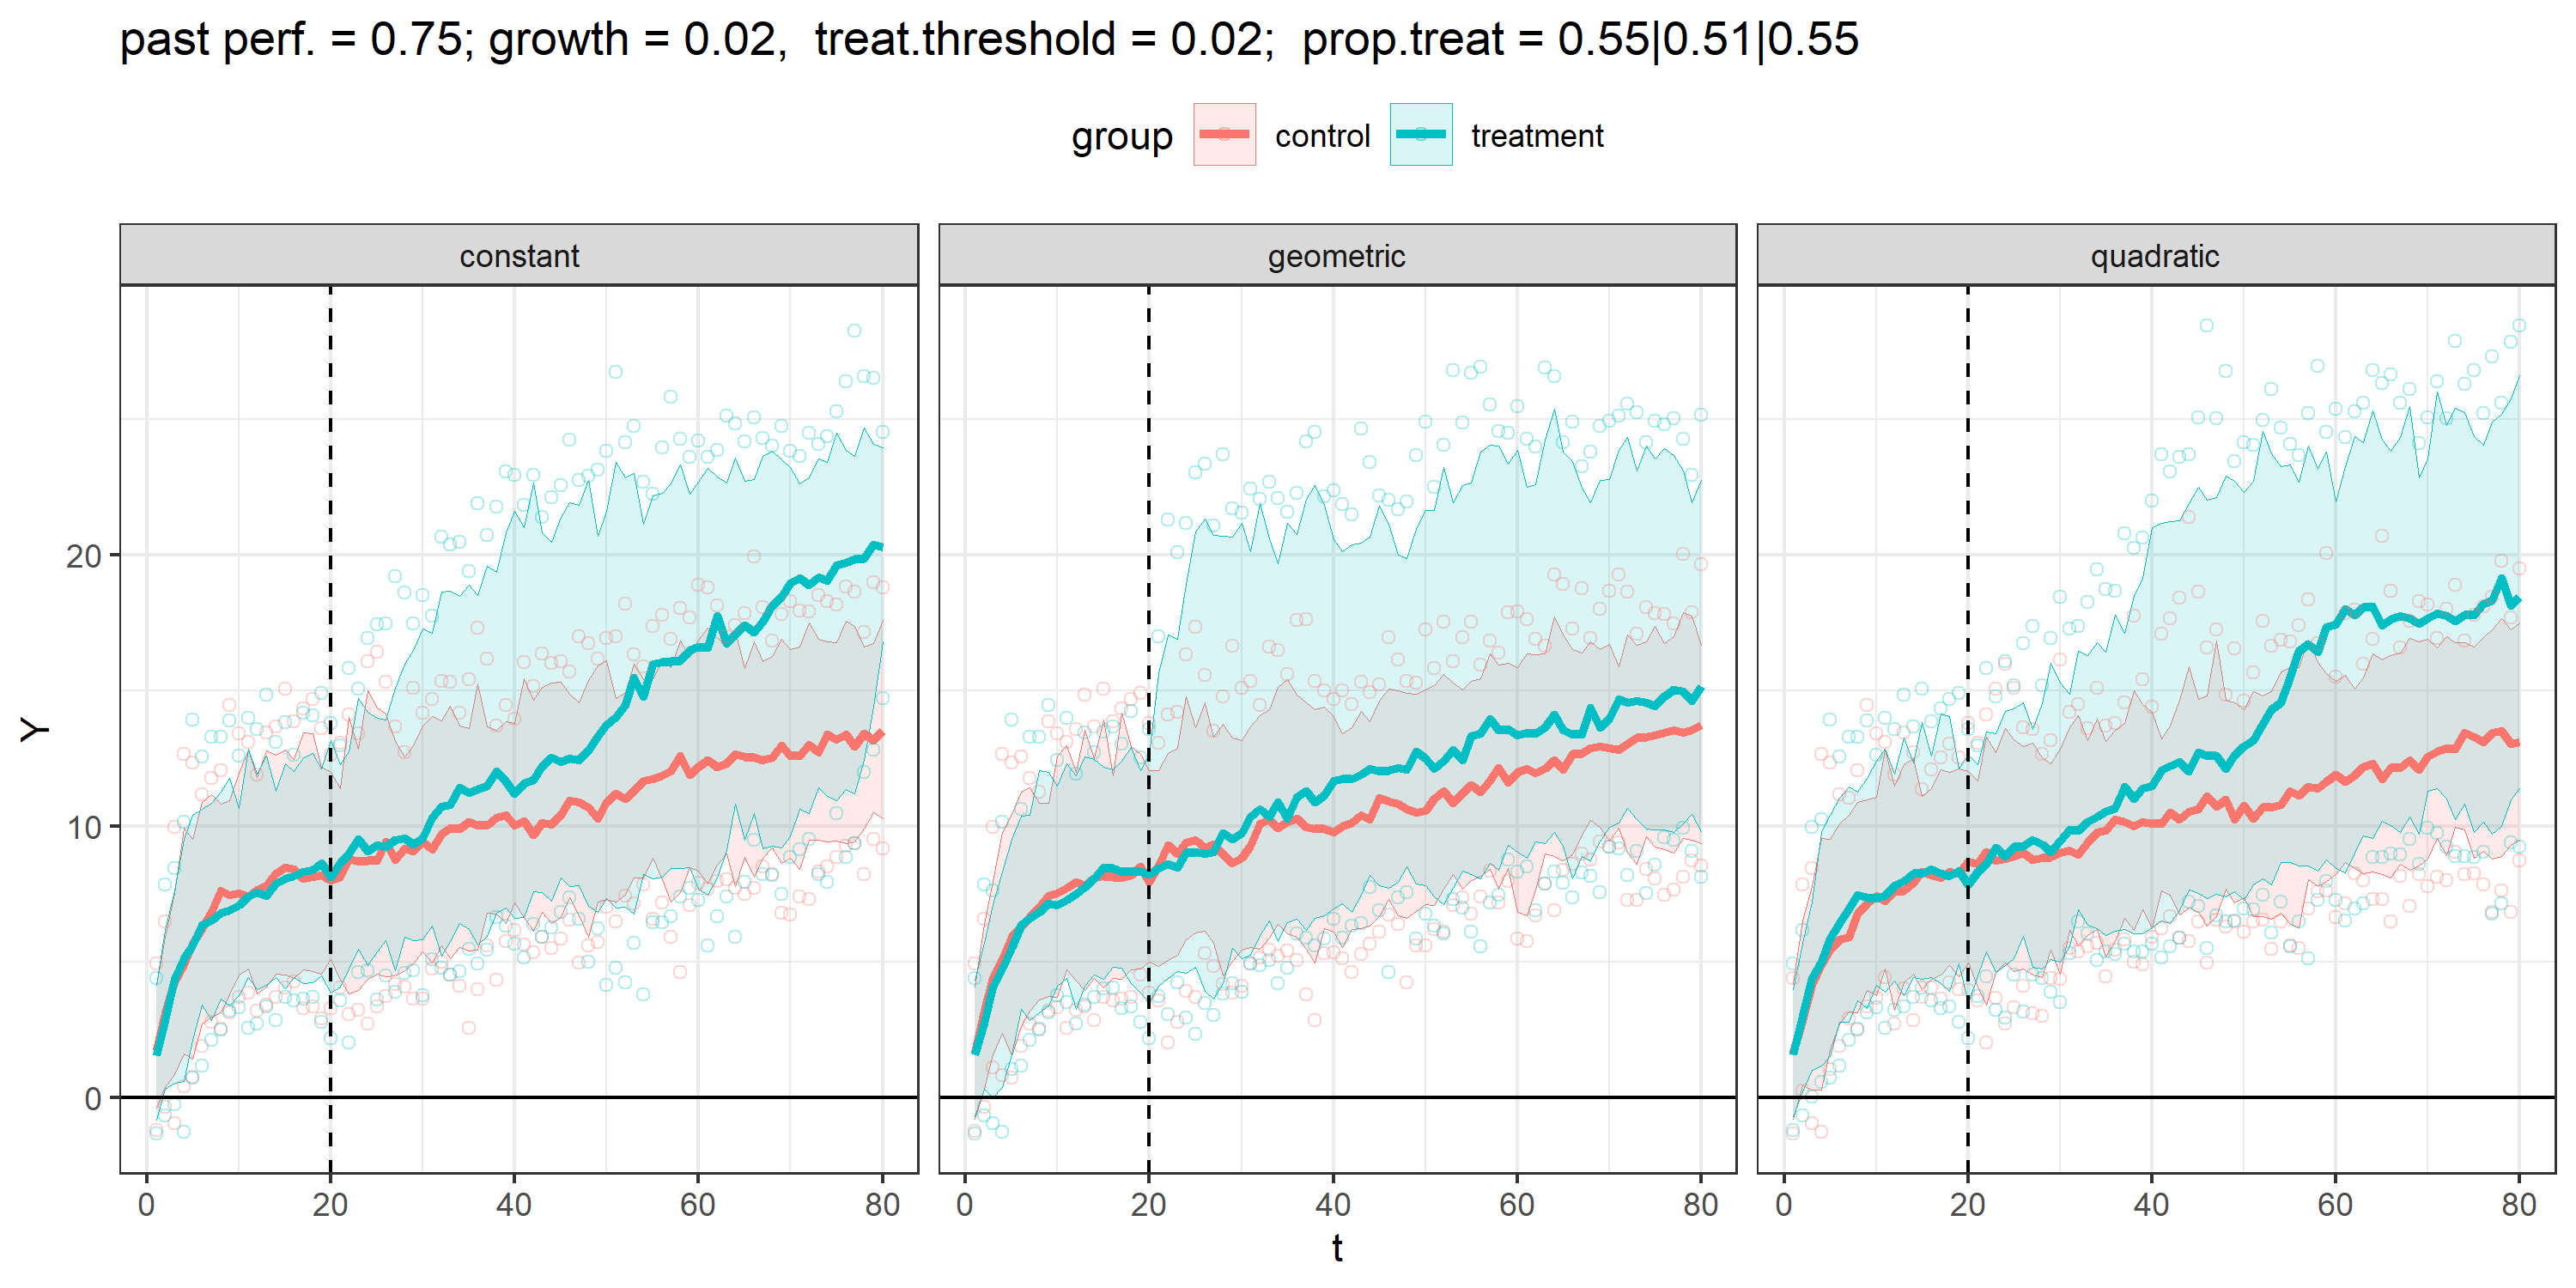 past perf. = 0.75; growth = 0.02,  treat.threshold = 0.02;  prop.treat = 0.55|0.51|0.55
group control treatment
constant geometric quadratic
Y
20
10
0
0 20 40 60 80 0 20 40 60 80 0 20 40 60 80
t